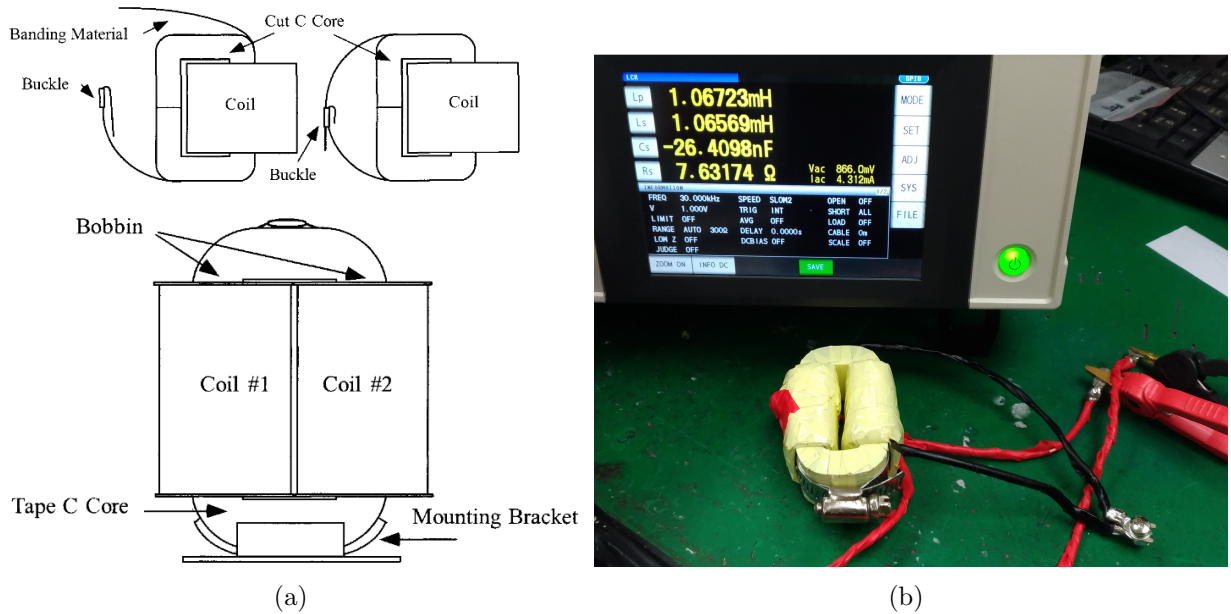 Banding Material
Cut C Core
Buckle
Coil
Coil
Buckle
Bobbin
Coil #1
Coil #2
Tape C Core
Mounting Bracket
(a)
LCR
GPIB
Lp 1.06723mH
Ls 1.06569mH
Cs -26.4098nF
Rs 7.63174 Ω
Vac 866.0mV
Iac 4.312mA
MODE
SET
ADJ
SYS
FILE
INFORMATION
1/2
FREQ 30.000kHz SPEED SLOW2 OPEN OFF
V 1.000V TRIG INT SHORT ALL
LIMIT OFF AVG OFF LOAD OFF
RANGE AUTO 300Ω DELAY 0.0000s CABLE 0m
LOW Z OFF DCBIAS OFF SCALE OFF
JUDGE OFF
ZOOM ON INFO DC SAVE
(b)